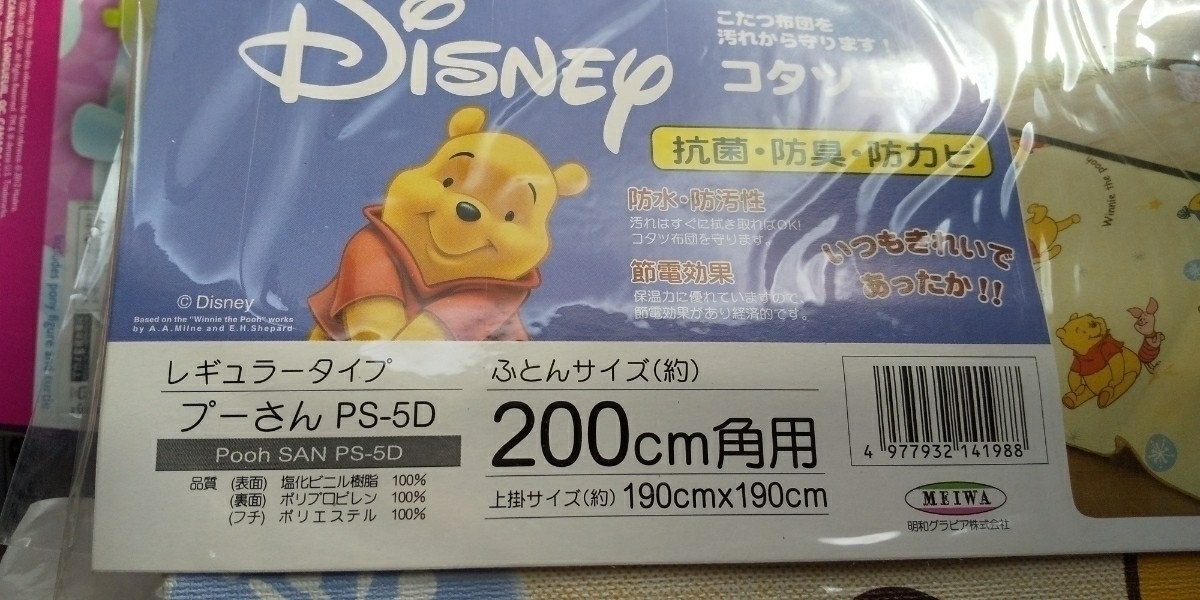 DISNEY
こたつ布団を
汚れから守ります！
コタツ
抗菌・防臭・防カビ
防水・防汚性
汚れはすぐに拭き取ればOK!
コタツ布団を守ります。
節電効果
保温力に優れていますので、
節電効果があり経済的です。
いつもきれいで
あったか!!
© Disney
Based on the "Winnie the Pooh" works
by A.A.Milne and E.H.Shepard
レギュラータイプ
プーさん PS-5D
Pooh SAN PS-5D
品質 (表面) 塩化ビニル樹脂 100%
(裏面) ポリプロピレン 100%
(フチ) ポリエステル 100%
ふとんサイズ(約)
200cm角用
上掛サイズ(約) 190cmx190cm
4 977932 141988
MEIWA
明和グラビア株式会社
Winnie the Pooh